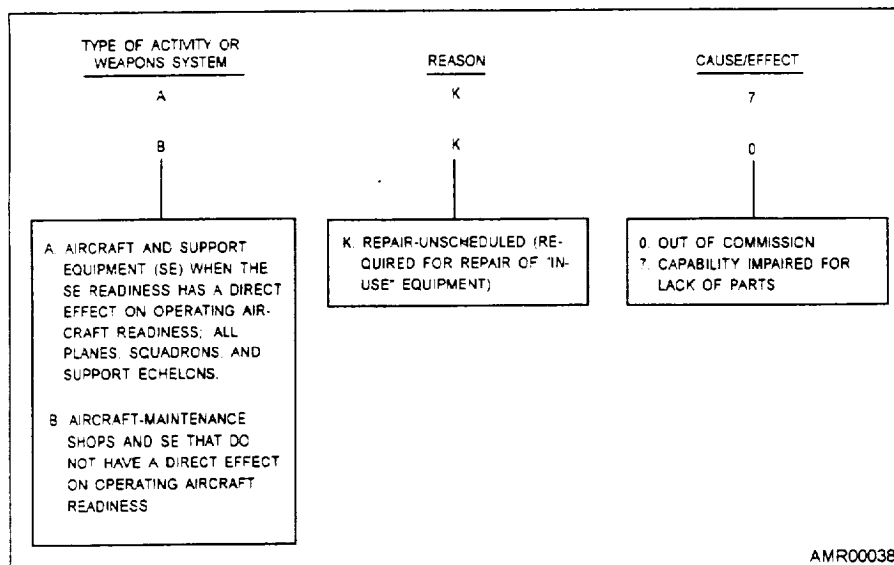 TYPE OF ACTIVITY OR
WEAPONS SYSTEM
REASON
CAUSE/EFFECT
A
K
7
B
K
0
A. AIRCRAFT AND SUPPORT
EQUIPMENT (SE) WHEN THE
SE READINESS HAS A DIRECT
EFFECT ON OPERATING AIR-
CRAFT READINESS; ALL
PLANES, SQUADRONS, AND
SUPPORT ECHELONS.
B AIRCRAFT-MAINTENANCE
SHOPS AND SE THAT DO
NOT HAVE A DIRECT EFFECT
ON OPERATING AIRCRAFT
READINESS
K. REPAIR-UNSCHEDULED (RE-
QUIRED FOR REPAIR OF "IN-
USE" EQUIPMENT)
0. OUT OF COMMISSION
7. CAPABILITY IMPAIRED FOR
LACK OF PARTS
AMR00038